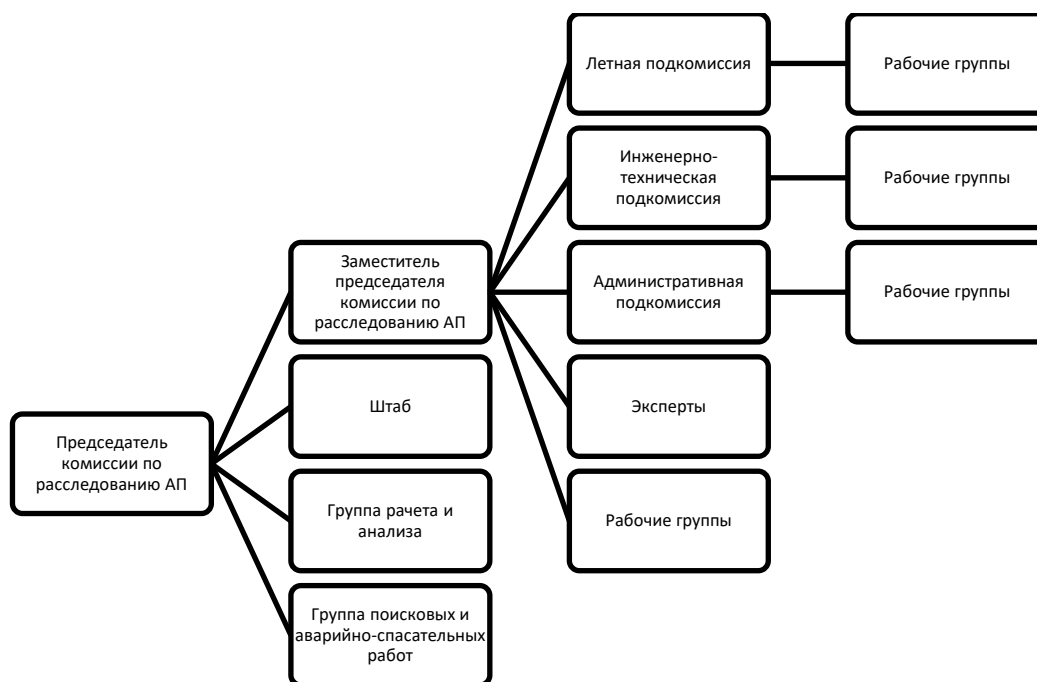 Летная подкомиссия
Рабочие группы
Инженерно-
техническая
подкомиссия
Рабочие группы
Заместитель
председателя
комиссии по
расследованию АП
Административная
подкомиссия
Рабочие группы
Штаб
Эксперты
Председатель
комиссии по
расследованию АП
Группа рачета и
анализа
Рабочие группы
Группа поисковых и
аварийно-спасательных
работ